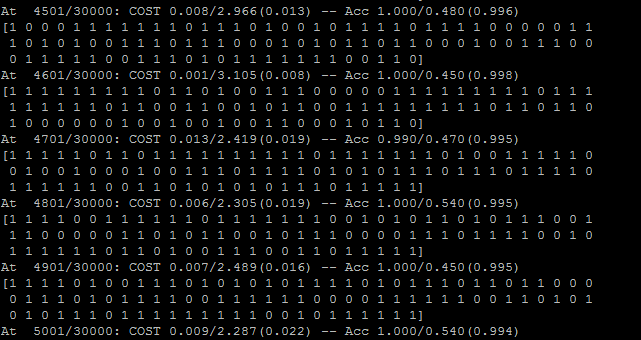 At  4501/30000: COST 0.008/2.966(0.013) -- Acc 1.000/0.480(0.996)
[1 0 0 0 1 1 1 1 1 1 1 0 1 1 1 0 1 0 0 1 0 1 0 1 1 1 1 0 1 1 1 1 0 0 0 0 0 1 1
 1 0 1 0 1 0 1 1 0 1 1 1 0 1 1 0 1 1 1 0 1 1 1 0 1 1 1 1 0 0 0 1 0 0 1 1 1 0 0
 0 1 1 1 1 1 0 1 1 0 1 0 1 1 1 1 1 1 1 0 0 1 1 0]
At  4601/30000: COST 0.001/3.105(0.008) -- Acc 1.000/0.450(0.998)
[1 1 1 1 1 1 1 1 1 1 1 0 1 1 0 1 0 0 1 1 1 0 0 0 0 0 1 1 1 1 1 1 1 1 1 0 1 1 1
 1 1 1 1 1 0 1 1 0 0 1 0 1 1 1 0 0 1 0 1 1 1 1 1 1 1 1 1 1 1 1 0 1 1 0 1 1 0
 1 0 0 0 0 0 0 1 0 1 1 0 1 0 0 1 1 1 0 0 0 1 0 1 1 0]
At  4701/30000: COST 0.013/2.419(0.019) -- Acc 0.990/0.470(0.995)
[1 1 1 1 1 0 1 1 0 1 1 1 1 1 1 1 1 1 1 1 0 1 1 1 1 1 1 1 0 1 1 0 0 1 1 1 1 1 0
 0 1 0 0 1 0 0 1 1 1 0 1 1 0 1 1 0 0 0 1 0 1 1 1 1 1 1 0 1 0 1 0 1 1 0 1 1 1 0
 1 1 1 1 1 1 0 0 1 1 1 0 1 0 0 1 0 1 1 1 0 1 1 1 1 1]
At  4801/30000: COST 0.006/2.305(0.019) -- Acc 1.000/0.540(0.995)
[1 1 1 1 0 0 1 1 1 1 0 1 1 1 1 1 1 1 1 1 1 0 0 1 0 1 0 1 1 0 1 0 1 1 1 0 0 1
 1 1 0 0 0 0 0 1 1 0 1 1 1 0 1 1 0 1 1 1 0 0 0 0 1 1 1 0 1 1 1 1 0 0 1 0
 1 1 1 1 1 1 1 0 1 1 0 1 0 0 1 1 1 0 1 1 1 0 0 1 1 0 1 1 1 1 1]
At  4901/30000: COST 0.007/2.489(0.016) -- Acc 1.000/0.450(0.995)
[1 1 1 1 0 1 0 0 1 1 1 0 1 0 1 1 0 1 1 1 0 1 1 1 1 1 0 1 1 1 0 1 1 0 1 1 0 0 0
 0 1 1 1 0 1 1 1 0 1 1 0 1 0 1 1 0 1 1 1 1 1 0 1 1 0 0 1 1 0 1 1 0 1
 0 1 0 1 0 1 1 1 1 1 1 1 1 1 0 1 1 1 0 1 0 1 1 1 1 1 1 1]
At  5001/30000: COST 0.009/2.287(0.022) -- Acc 1.000/0.540(0.994)